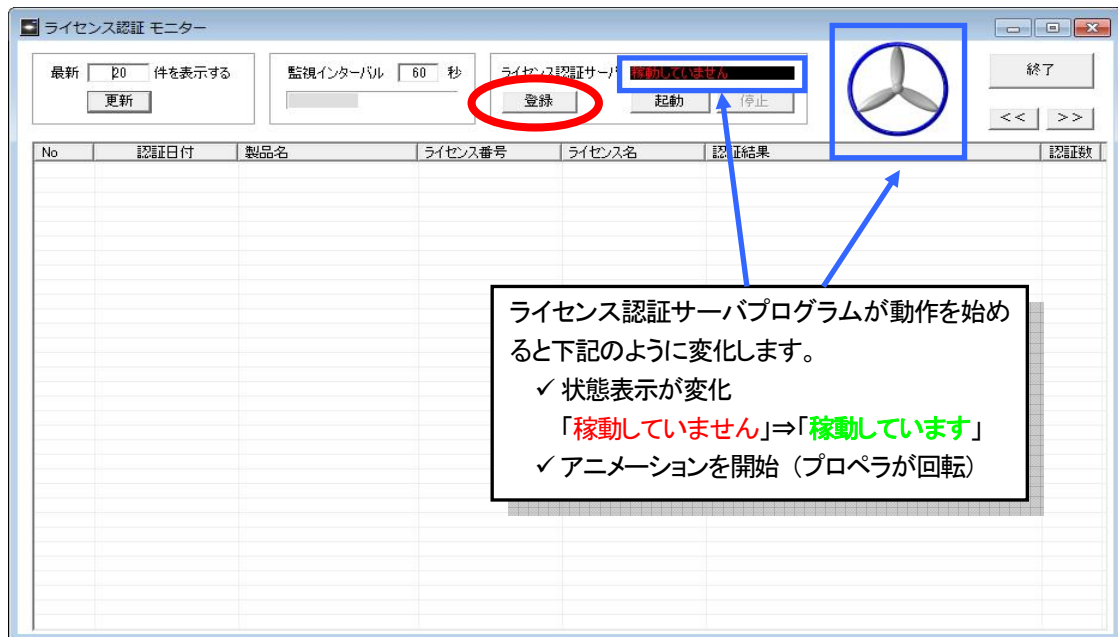 ライセンス認証 モニター
最新 20 件を表示する
更新
監視インターバル 60 秒
ライセンス認証サーバ 稼動していません
登録 起動 停止
終了
<< >>
No 認証日付 製品名 ライセンス番号 ライセンス名 認証結果 認証数
ライセンス認証サーバプログラムが動作を始め
ると下記のように変化します。
✓ 状態表示が変化
「稼動していません」⇒「稼動しています」
✓ アニメーションを開始（プロペラが回転）